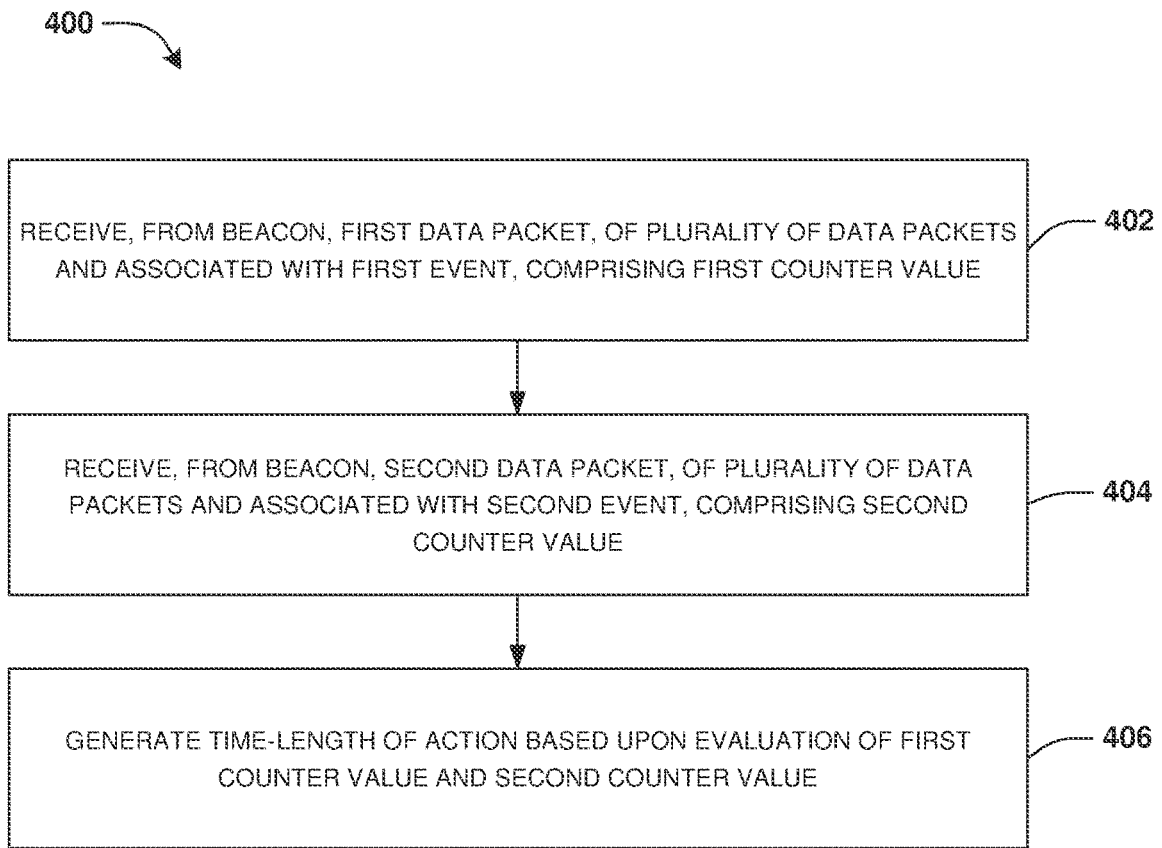 400
RECEIVE, FROM BEACON, FIRST DATA PACKET, OF PLURALITY OF DATA PACKETS
AND ASSOCIATED WITH FIRST EVENT, COMPRISING FIRST COUNTER VALUE
402
RECEIVE, FROM BEACON, SECOND DATA PACKET, OF PLURALITY OF DATA
PACKETS AND ASSOCIATED WITH SECOND EVENT, COMPRISING SECOND
COUNTER VALUE
404
GENERATE TIME-LENGTH OF ACTION BASED UPON EVALUATION OF FIRST
COUNTER VALUE AND SECOND COUNTER VALUE
406